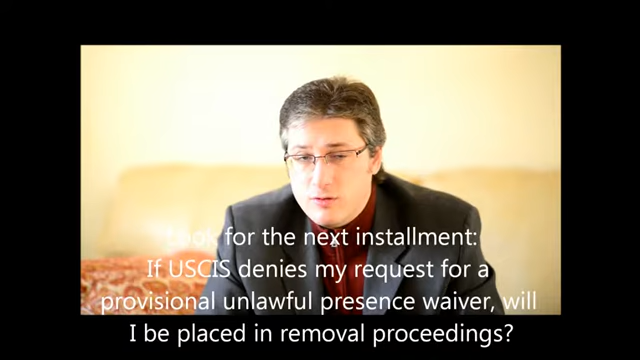 Look for the next installment:
If USCIS denies my request for a
provisional unlawful presence waiver, will
I be placed in removal proceedings?